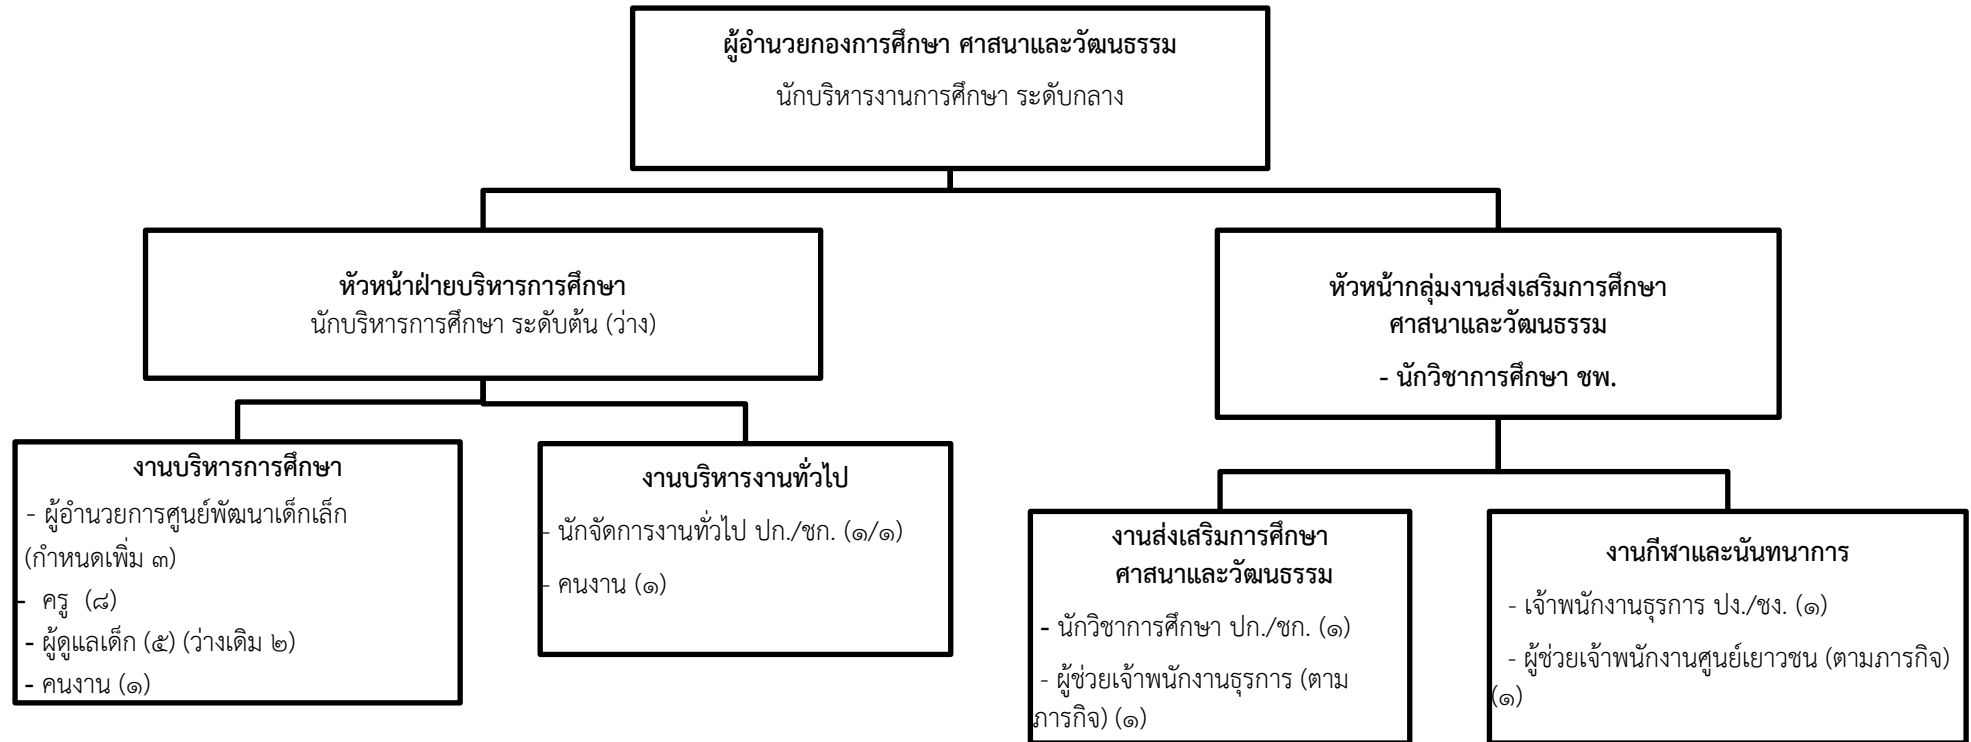 ผู้อำนวยกองการศึกษา ศาสนาและวัฒนธรรม
นักบริหารงานการศึกษา ระดับกลาง
หัวหน้าฝ่ายบริหารการศึกษา
นักบริหารการศึกษา ระดับต้น (ว่าง)
หัวหน้ากลุ่มงานส่งเสริมการศึกษา
ศาสนาและวัฒนธรรม
- นักวิชาการศึกษา ชพ.
งานบริหารการศึกษา
- ผู้อำนวยการศูนย์พัฒนาเด็กเล็ก
(กำหนดเพิ่ม ๓)
- ครู (๘)
- ผู้ดูแลเด็ก (๕) (ว่างเดิม ๒)
- คนงาน (๑)
งานบริหารงานทั่วไป
- นักจัดการงานทั่วไป ปก./ชก. (๑/๑)
- คนงาน (๑)
งานส่งเสริมการศึกษา
ศาสนาและวัฒนธรรม
- นักวิชาการศึกษา ปก./ชก. (๑)
- ผู้ช่วยเจ้าพนักงานธุรการ (ตาม
ภารกิจ) (๑)
งานกีฬาและนันทนาการ
- เจ้าพนักงานธุรการ ปง./ชง. (๑)
- ผู้ช่วยเจ้าพนักงานศูนย์เยาวชน (ตามภารกิจ)
(๑)